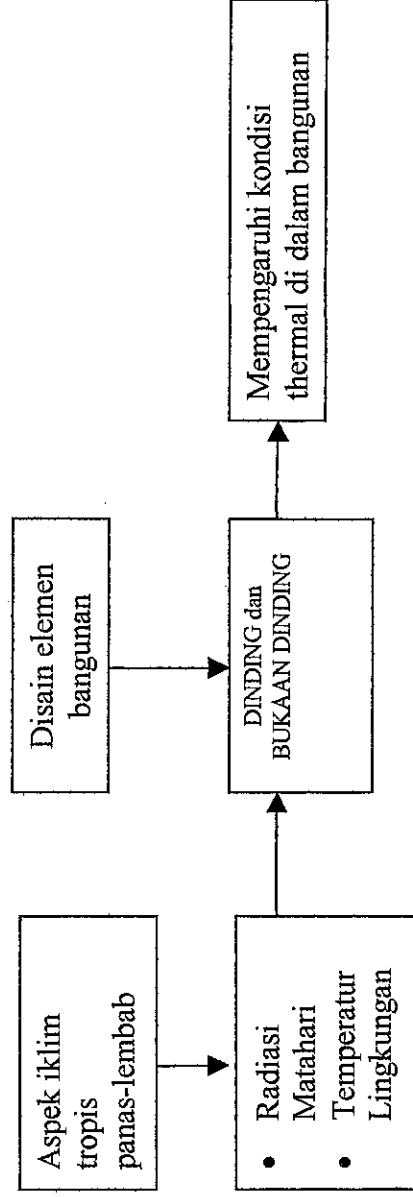 Aspek iklim
tropis
panas-lembab
Disain elemen
bangunan
• Radiasi
Matahari
• Temperatur
Lingkungan
DINDING dan
BUKAAN DINDING
Mempengaruhi kondisi
thermal di dalam bangunan